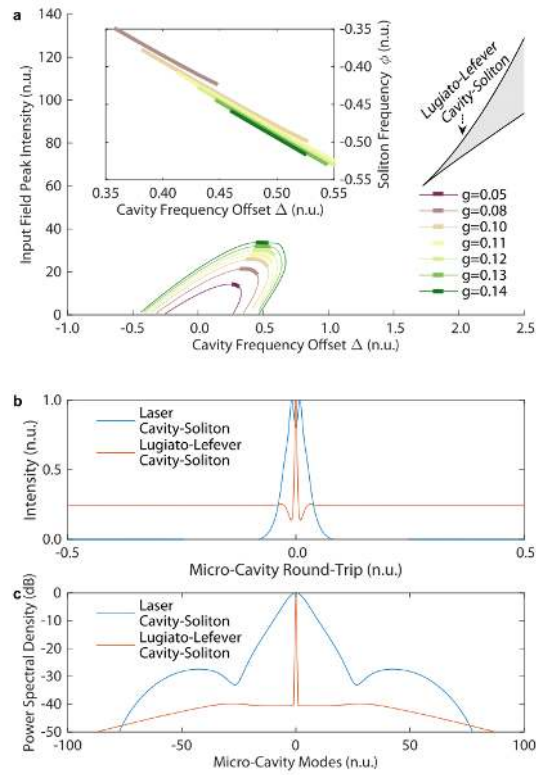 a
140
120
100
80
60
40
20
0
Input Field Peak Intensity (n.u.)
-1.0 -0.5 0.0 0.5 1.0 1.5 2.0 2.5
Cavity Frequency Offset Δ (n.u.)
-0.35
-0.40
-0.45
-0.50
-0.55
Soliton Frequency ϕ (n.u.)
0.35 0.40 0.45 0.50 0.55
Cavity Frequency Offset Δ (n.u.)
Lugiato-Lefever
Cavity-Soliton
g=0.05
g=0.08
g=0.10
g=0.11
g=0.12
g=0.13
g=0.14
b
1.0
0.5
0.0
Intensity (n.u.)
Laser
Cavity-Soliton
Lugiato-Lefever
Cavity-Soliton
-0.5 0.0 0.5
Micro-Cavity Round-Trip (n.u.)
c
0
-10
-20
-30
-40
-50
Power Spectral Density (dB)
Laser
Cavity-Soliton
Lugiato-Lefever
Cavity-Soliton
-100 -50 0 50 100
Micro-Cavity Modes (n.u.)